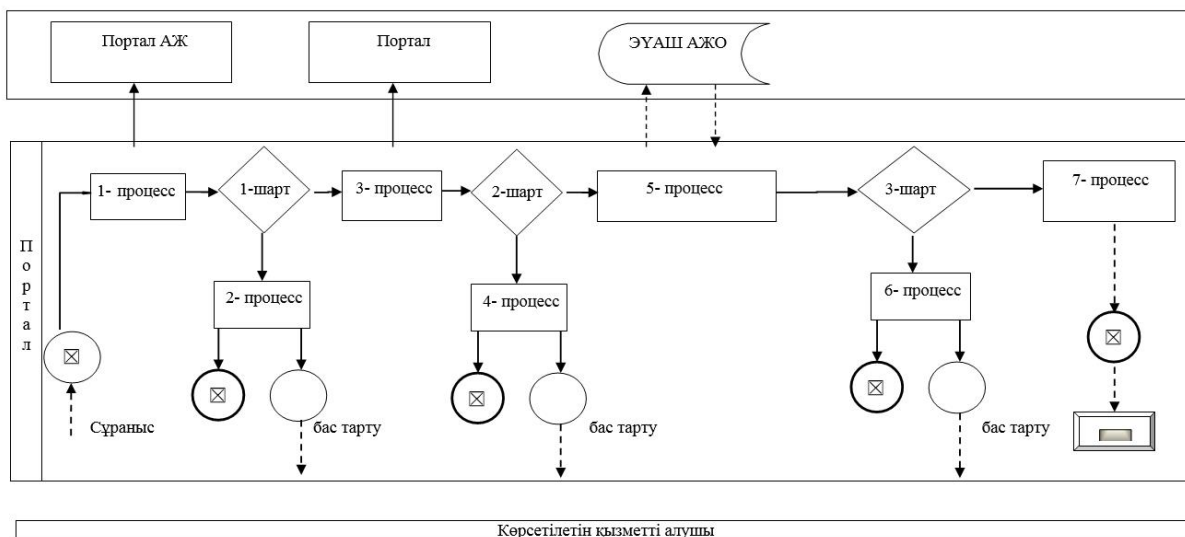 Портал АЖ
Портал
ЭҮАШ АЖО
1- процесс
1-шарт
3- процесс
2-шарт
5- процесс
3-шарт
7- процесс
Портал
2- процесс
4- процесс
6- процесс
Сұраныс
бас тарту
бас тарту
бас тарту
Көрсетілетін қызметті алушы